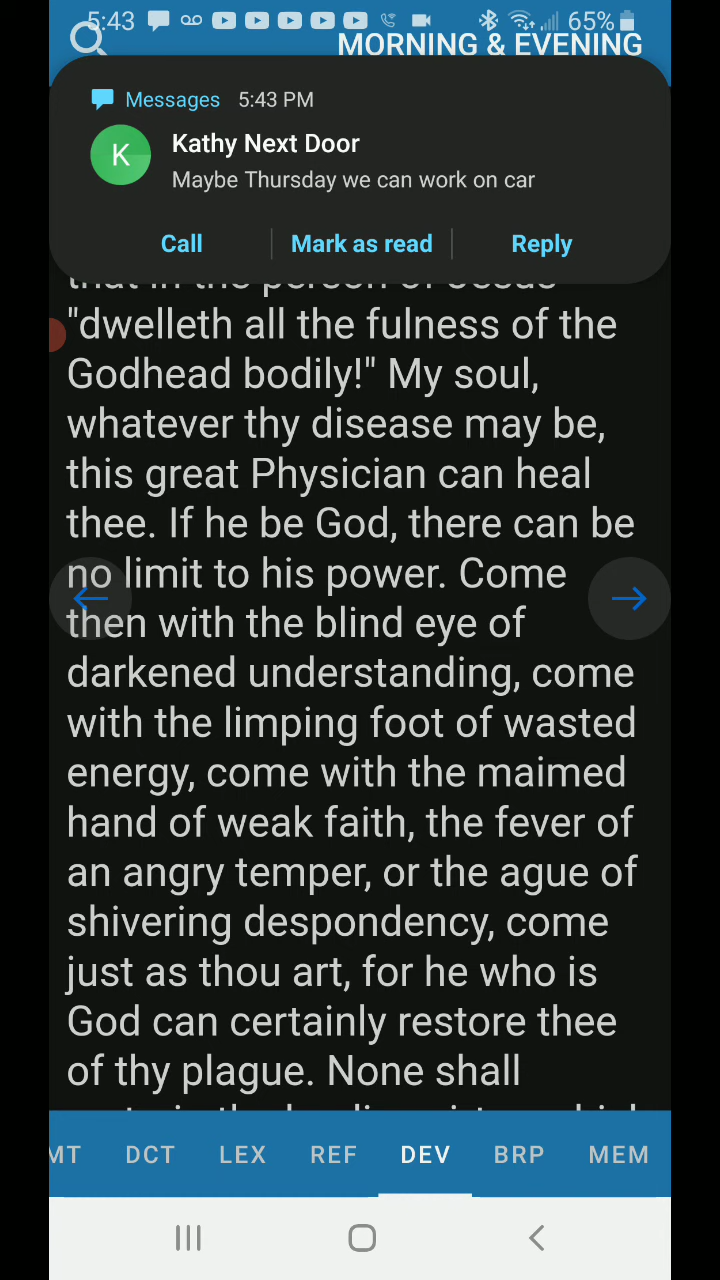 5:43 65%
MORNING & EVENING
Messages 5:43 PM
K
Kathy Next Door
Maybe Thursday we can work on car
Call Mark as read Reply
that in the person of Jesus
"dwelleth all the fulness of the
Godhead bodily!" My soul,
whatever thy disease may be,
this great Physician can heal
thee. If he be God, there can be
no limit to his power. Come
then with the blind eye of
darkened understanding, come
with the limping foot of wasted
energy, come with the maimed
hand of weak faith, the fever of
an angry temper, or the ague of
shivering despondency, come
just as thou art, for he who is
God can certainly restore thee
of thy plague. None shall
MT DCT LEX REF DEV BRP MEM